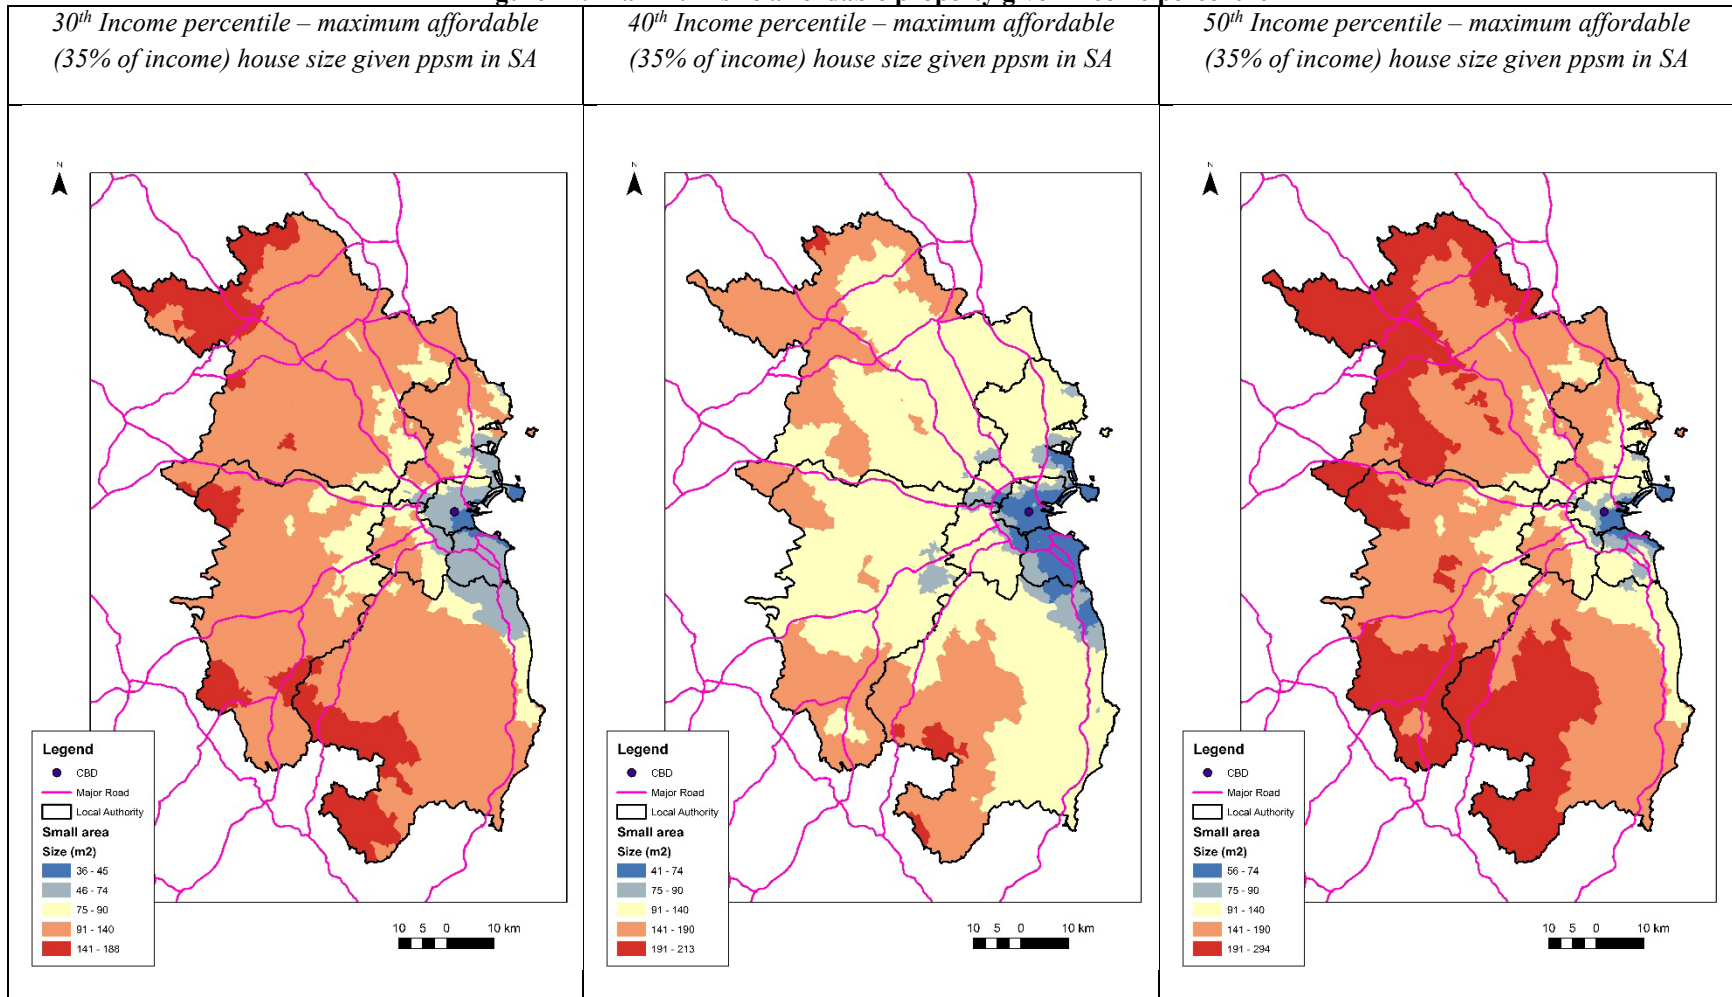 30th Income percentile – maximum affordable
(35% of income) house size given ppsm in SA
40th Income percentile – maximum affordable
(35% of income) house size given ppsm in SA
50th Income percentile – maximum affordable
(35% of income) house size given ppsm in SA
N
Legend
CBD
Major Road
Local Authority
Small area
Size (m2)
36 - 45
46 - 74
75 - 90
91 - 140
141 - 188
10 5 0 10 km
N
Legend
CBD
Major Road
Local Authority
Small area
Size (m2)
41 - 74
75 - 90
91 - 140
141 - 190
191 - 213
10 5 0 10 km
N
Legend
CBD
Major Road
Local Authority
Small area
Size (m2)
56 - 74
75 - 90
91 - 140
141 - 190
191 - 294
10 5 0 10 km